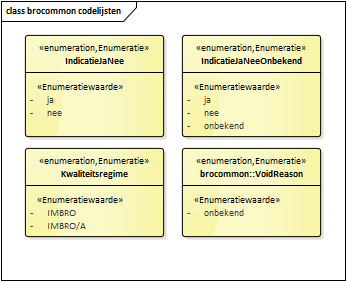 class brocommon codelijsten
«enumeration,Enumeratie»
IndicatieJaNee
«Enumeratiewaarde»
- ja
- nee
«enumeration,Enumeratie»
IndicatieJaNeeOnbekend
«Enumeratiewaarde»
- ja
- nee
- onbekend
«enumeration,Enumeratie»
Kwaliteitsregime
«Enumeratiewaarde»
- IMBRO
- IMBRO/A
«enumeration,Enumeratie»
brocommon::VoidReason
«Enumeratiewaarde»
- onbekend